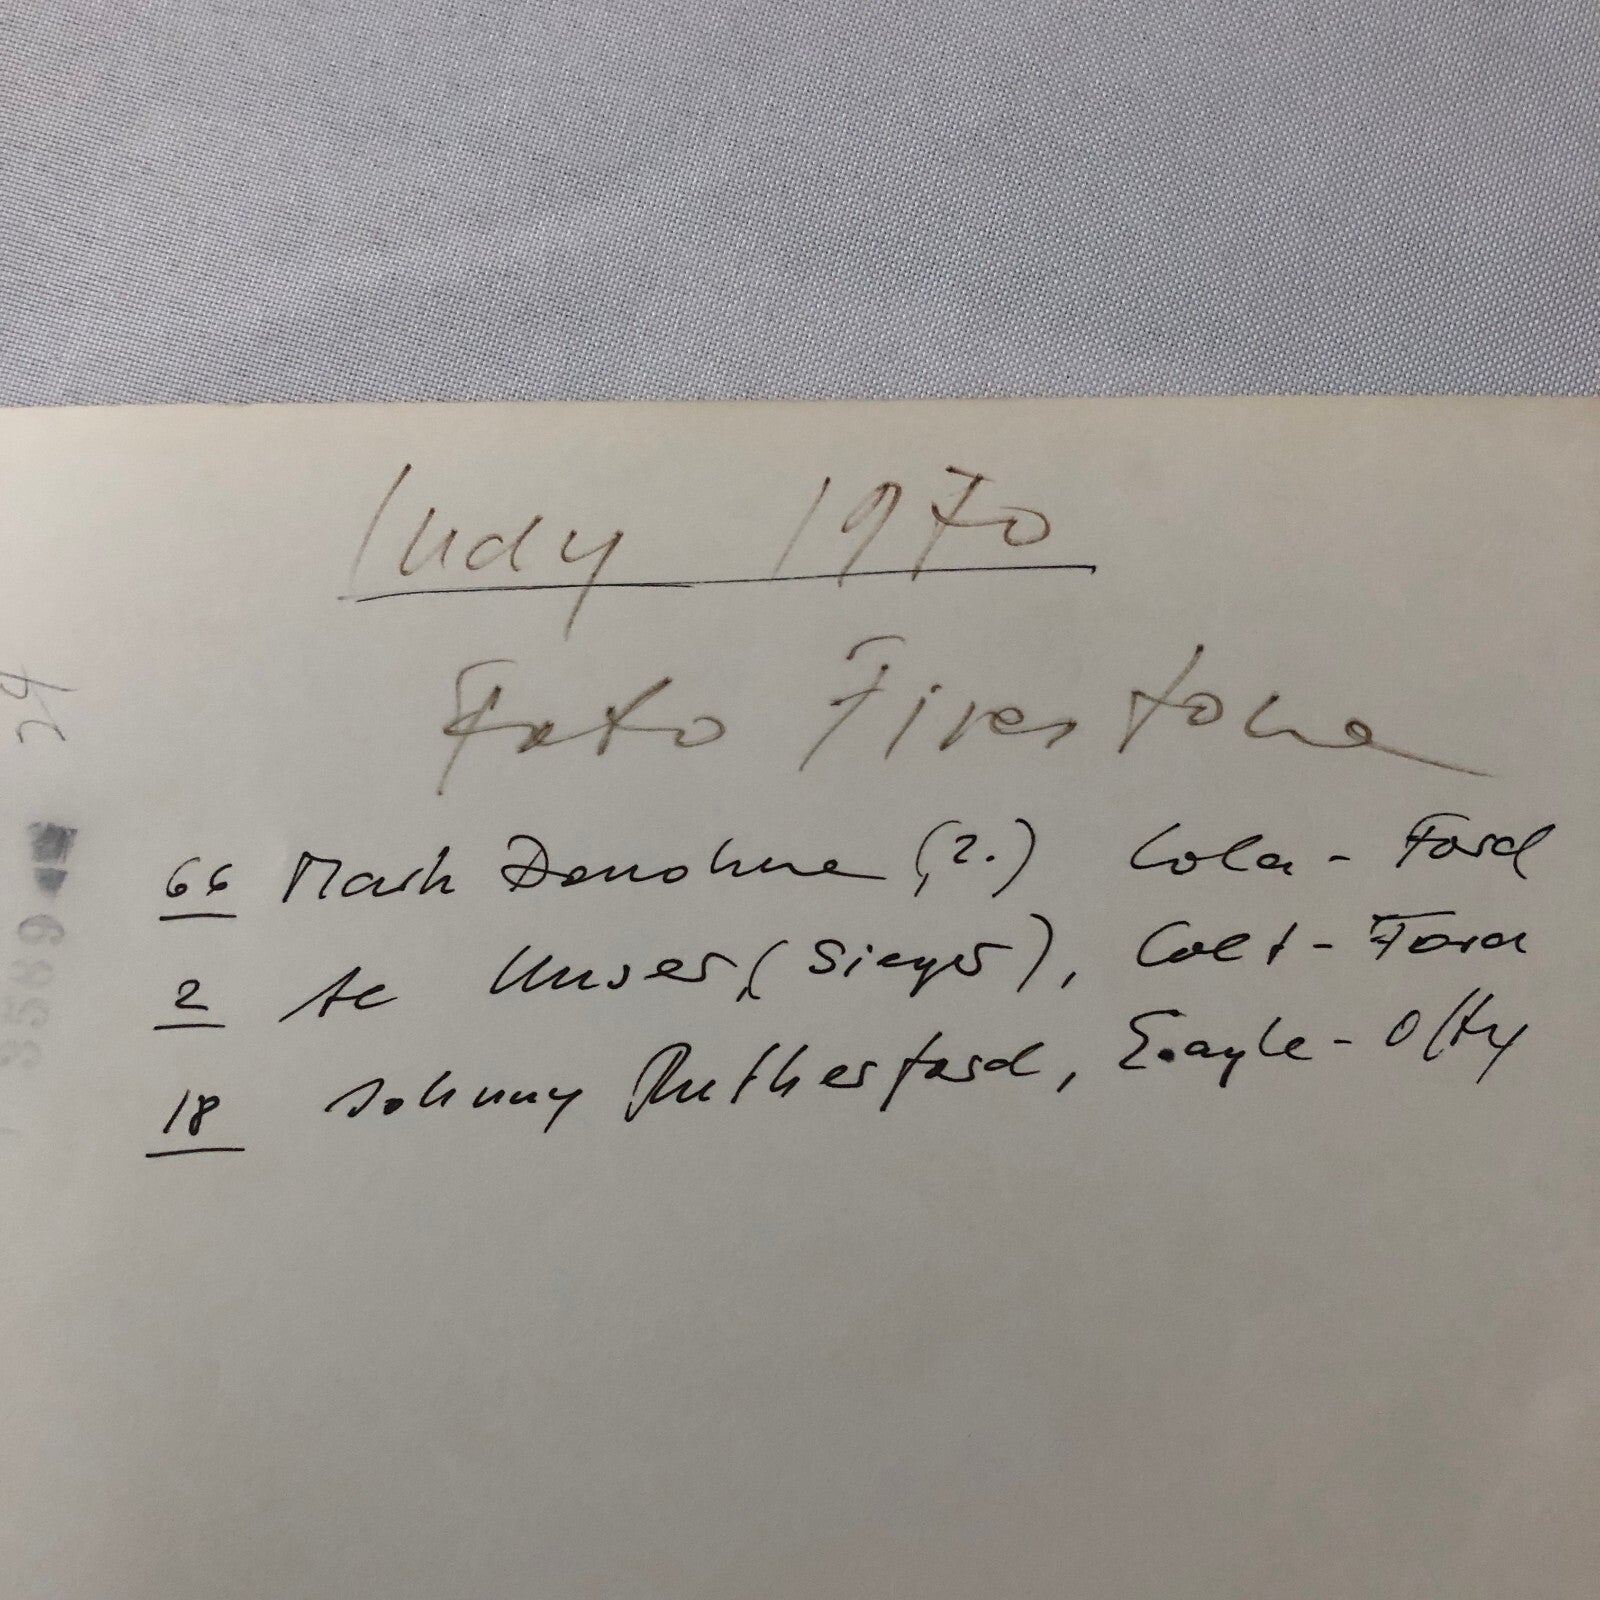 Indy 1970
Foto Firestone
66 Mark Donohue (2.) Lola - Ford
2 Al Unser, (Sieger), Colt - Ford
18 Johnny Rutherford, Eagle - Offy
24